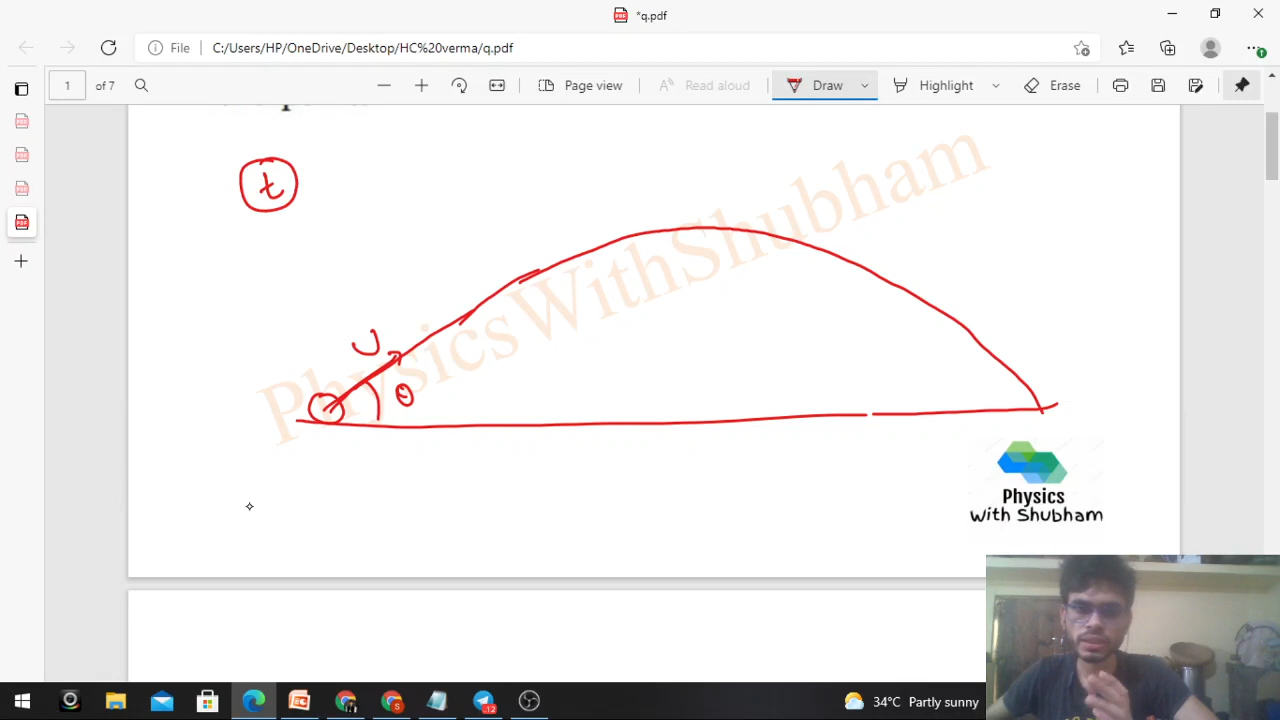 *q.pdf
File C:/Users/HP/OneDrive/Desktop/HC%20verma/q.pdf
1 of 7 Page view Read aloud Draw Highlight Erase
t
PhysicsWithShubham
U
θ
Physics
With Shubham
12
34°C Partly sunny